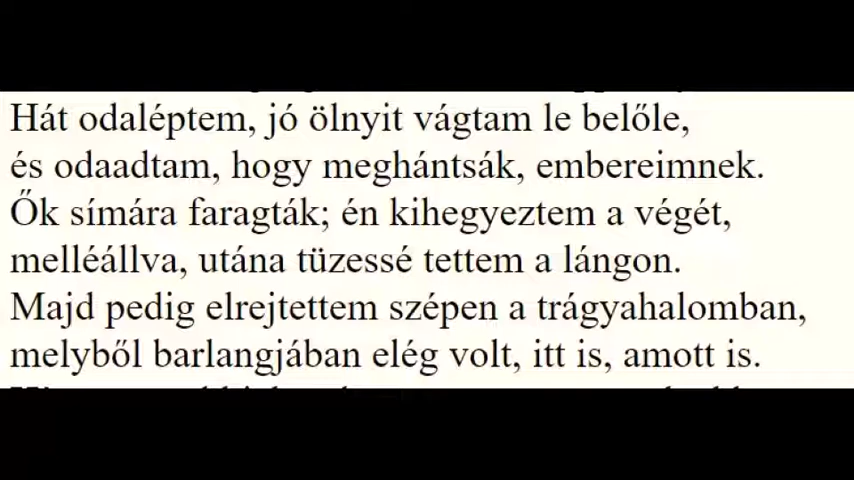 Hát odaléptem, jó ölnyit vágtam le belőle,
és odaadtam, hogy meghántsák, embereimnek.
Ők símára faragták; én kihegyeztem a végét,
melléállva, utána tüzessé tettem a lángon.
Majd pedig elrejtettem szépen a trágyahalomban,
melyből barlangjában elég volt, itt is, amott is.